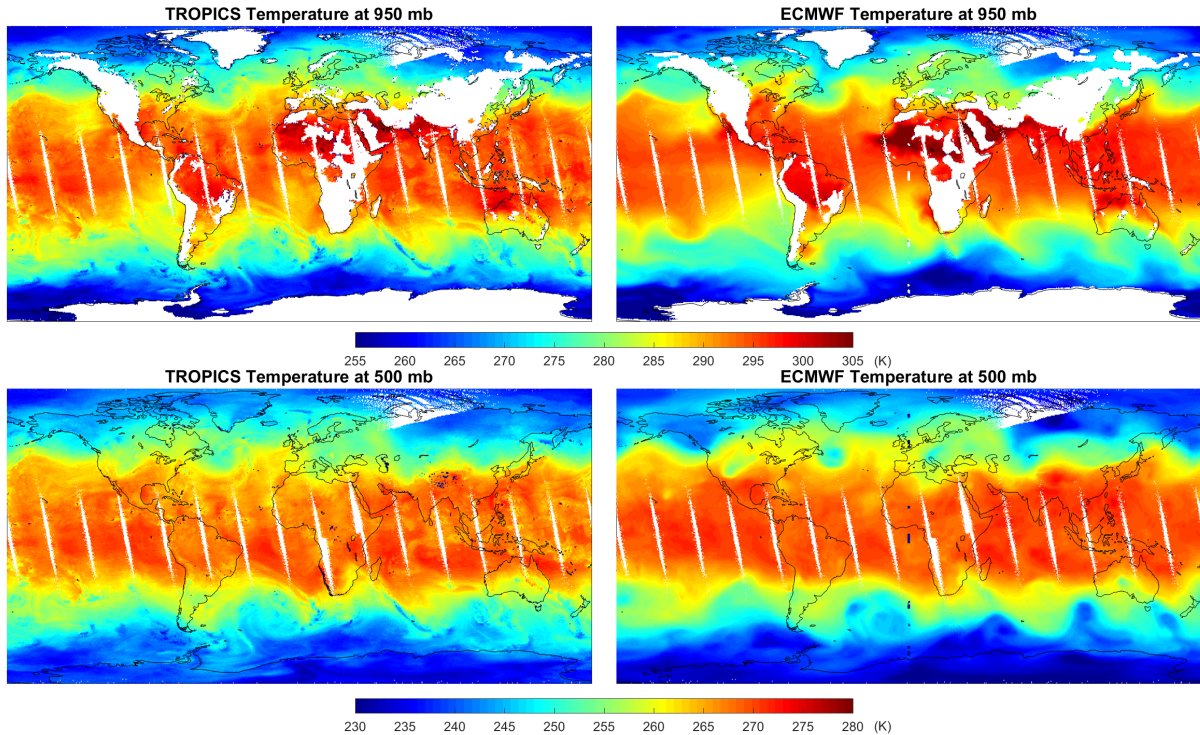 TROPICS Temperature at 950 mb
ECMWF Temperature at 950 mb
255 260 265 270 275 280 285 290 295 300 305 (K)
TROPICS Temperature at 500 mb
ECMWF Temperature at 500 mb
230 235 240 245 250 255 260 265 270 275 280 (K)